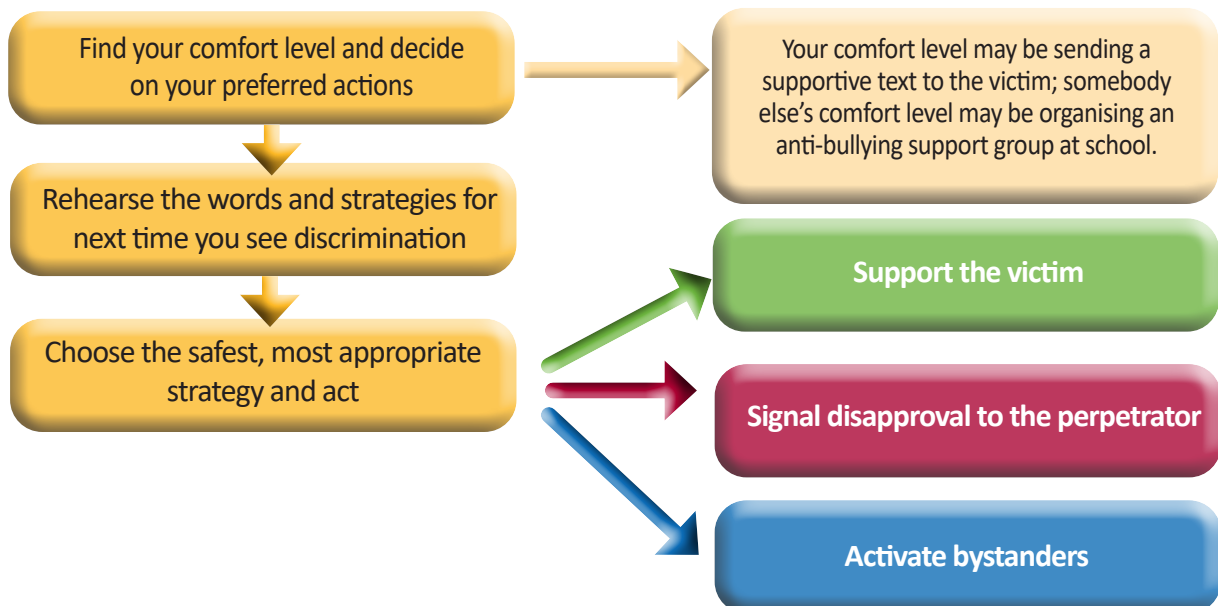 Find your comfort level and decide
on your preferred actions
Your comfort level may be sending a
supportive text to the victim; somebody
else's comfort level may be organising an
anti-bullying support group at school.
Rehearse the words and strategies for
next time you see discrimination
Choose the safest, most appropriate
strategy and act
Support the victim
Signal disapproval to the perpetrator
Activate bystanders